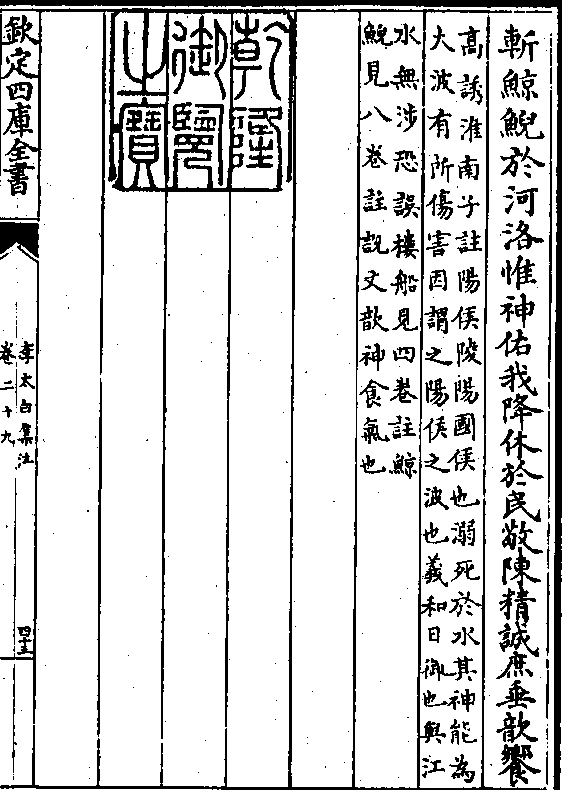 斬鯨鯢於河洛惟神佑我降休於民敬陳精誠庶垂歆饗
高誘淮南子註陽侯陵陽國侯也溺死於水其神能為
大波有所傷害因謂之陽侯之波也義和日御也與江
水無涉恐誤樓船見四卷註鯨
鯢見八卷註說文歆神食氣也
乾隆
御覽
之寶
欽定四庫全書
李太白集注
卷二十九
四十三